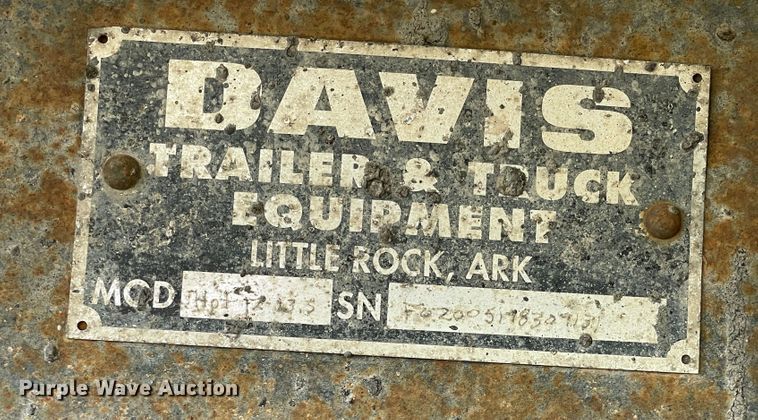 DAVIS
TRAILER & TRUCK
EQUIPMENT
LITTLE ROCK, ARK
MOD SN
Purple Wave Auction